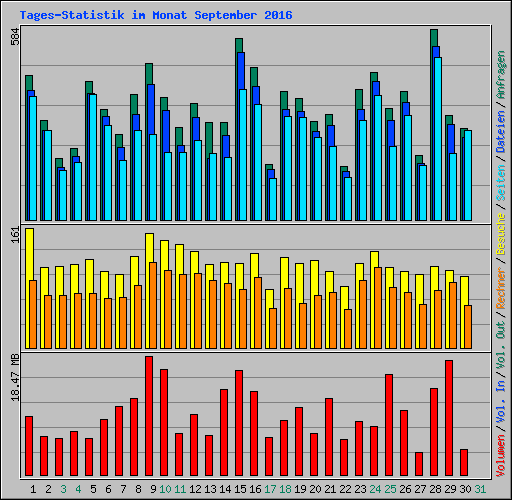 Tages-Statistik im Monat September 2016
584
161
18.47 MB
Volumen / Vol. In / Vol. Out / Rechner / Besuche / Seiten / Dateien / Anfragen
1 2 3 4 5 6 7 8 9 10 11 12 13 14 15 16 17 18 19 20 21 22 23 24 25 26 27 28 29 30 31